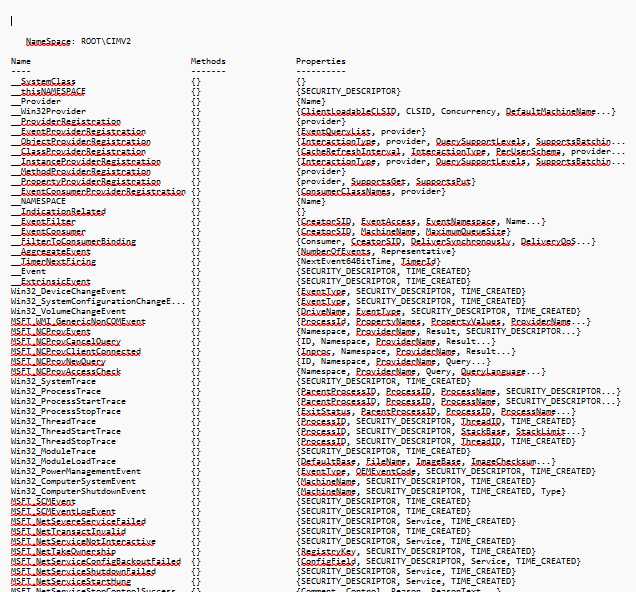 NameSpace: ROOT\CIMV2
Name Methods Properties
---- ------- ----------
__SystemClass {} {}
__thisNAMESPACE {} {SECURITY_DESCRIPTOR}
__Provider {} {Name}
__Win32Provider {} {ClientLoadableCLSID, CLSID, Concurrency, DefaultMachineName...}
__ProviderRegistration {} {provider}
__EventProviderRegistration {} {EventQueryList, provider}
__ObjectProviderRegistration {} {InteractionType, provider, QuerySupportLevels, SupportsBatchin...
__ClassProviderRegistration {} {CacheRefreshInterval, InteractionType, PerUserSchema, provider...
__InstanceProviderRegistration {} {InteractionType, provider, QuerySupportLevels, SupportsBatchin...
__MethodProviderRegistration {} {provider}
__PropertyProviderRegistration {} {provider, SupportsGet, SupportsPut}
__EventConsumerProviderRegistration {} {ConsumerClassNames, provider}
__NAMESPACE {} {Name}
__IndicationRelated {} {}
__EventFilter {} {CreatorSID, EventAccess, EventNamespace, Name...}
__EventConsumer {} {CreatorSID, MachineName, MaximumQueueSize}
__FilterToConsumerBinding {} {Consumer, CreatorSID, DeliverSynchronously, DeliveryQoS...}
__AggregateEvent {} {NumberOfEvents, Representative}
__TimerNextFiring {} {NextEvent64BitTime, TimerId}
__Event {} {SECURITY_DESCRIPTOR, TIME_CREATED}
__ExtrinsicEvent {} {SECURITY_DESCRIPTOR, TIME_CREATED}
Win32_DeviceChangeEvent {} {EventType, SECURITY_DESCRIPTOR, TIME_CREATED}
Win32_SystemConfigurationChangeE... {} {EventType, SECURITY_DESCRIPTOR, TIME_CREATED}
Win32_VolumeChangeEvent {} {DriveName, EventType, SECURITY_DESCRIPTOR, TIME_CREATED}
MSFT_WMI_GenericNonCOMEvent {} {ProcessId, PropertyNames, PropertyValues, ProviderName...}
MSFT_NCProvEvent {} {Namespace, ProviderName, Result, SECURITY_DESCRIPTOR...}
MSFT_NCProvCancelQuery {} {ID, Namespace, ProviderName, Result...}
MSFT_NCProvClientConnected {} {Inproc, Namespace, ProviderName, Result...}
MSFT_NCProvNewQuery {} {ID, Namespace, ProviderName, Query...}
MSFT_NCProvAccessCheck {} {Namespace, ProviderName, Query, QueryLanguage...}
Win32_SystemTrace {} {SECURITY_DESCRIPTOR, TIME_CREATED}
Win32_ProcessTrace {} {ParentProcessID, ProcessID, ProcessName, SECURITY_DESCRIPTOR...}
Win32_ProcessStartTrace {} {ParentProcessID, ProcessID, ProcessName, SECURITY_DESCRIPTOR...}
Win32_ProcessStopTrace {} {ExitStatus, ParentProcessID, ProcessID, ProcessName...}
Win32_ThreadTrace {} {ProcessID, SECURITY_DESCRIPTOR, ThreadID, TIME_CREATED}
Win32_ThreadStartTrace {} {ProcessID, SECURITY_DESCRIPTOR, StackBase, StackLimit...}
Win32_ThreadStopTrace {} {ProcessID, SECURITY_DESCRIPTOR, ThreadID, TIME_CREATED}
Win32_ModuleTrace {} {SECURITY_DESCRIPTOR, TIME_CREATED}
Win32_ModuleLoadTrace {} {DefaultBase, FileName, ImageBase, ImageChecksum...}
Win32_PowerManagementEvent {} {EventType, OEMEventCode, SECURITY_DESCRIPTOR, TIME_CREATED}
Win32_ComputerSystemEvent {} {MachineName, SECURITY_DESCRIPTOR, TIME_CREATED}
Win32_ComputerShutdownEvent {} {MachineName, SECURITY_DESCRIPTOR, TIME_CREATED, Type}
MSFT_SCMEvent {} {SECURITY_DESCRIPTOR, TIME_CREATED}
MSFT_SCMEventLogEvent {} {SECURITY_DESCRIPTOR, TIME_CREATED}
MSFT_NetSevereServiceFailed {} {SECURITY_DESCRIPTOR, Service, TIME_CREATED}
MSFT_NetTransactInvalid {} {SECURITY_DESCRIPTOR, TIME_CREATED}
MSFT_NetServiceNotInteractive {} {SECURITY_DESCRIPTOR, Service, TIME_CREATED}
MSFT_NetTakeOwnership {} {RegistryKey, SECURITY_DESCRIPTOR, TIME_CREATED}
MSFT_NetServiceConfigBackoutFailed {} {ConfigField, SECURITY_DESCRIPTOR, Service, TIME_CREATED}
MSFT_NetServiceShutdownFailed {} {SECURITY_DESCRIPTOR, Service, TIME_CREATED}
MSFT_NetServiceStartHung {} {SECURITY_DESCRIPTOR, Service, TIME_CREATED}
MSFT_NetServiceStopControlSuccess {} {Comment, Control, Reason, ReasonText...}